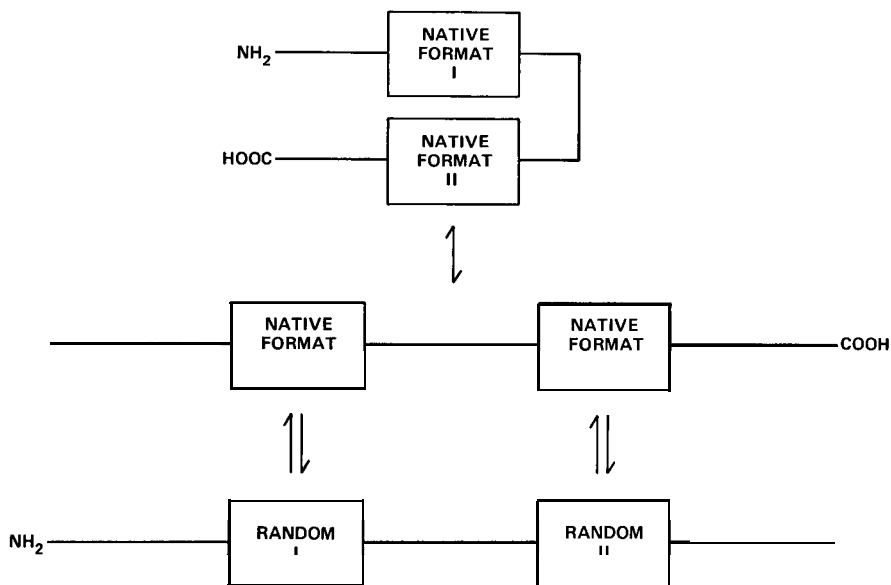 NH2
NATIVE
FORMAT
I
HOOC
NATIVE
FORMAT
II
NATIVE
FORMAT
NATIVE
FORMAT
COOH
NH2
RANDOM
I
RANDOM
II